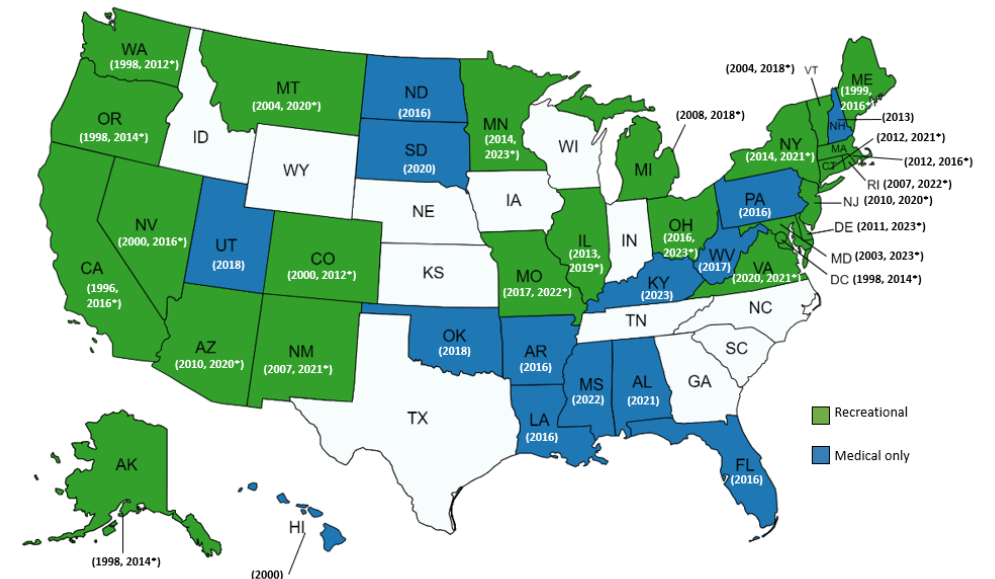 WA
(1998, 2012*)
OR
(1998, 2014*)
CA
(1996,
2016*)
NV
(2000, 2016*)
ID
MT
(2004, 2020*)
WY
UT
(2018)
AZ
(2010, 2020*)
CO
(2000, 2012*)
NM
(2007, 2021*)
ND
(2016)
SD
(2020)
NE
KS
OK
(2018)
TX
MN
(2014,
2023*)
IA
MO
(2017, 2022*)
AR
(2016)
LA
(2016)
WI
IL
(2013,
2019*)
MI
(2008, 2018*)
IN
OH
(2016,
2023*)
KY
(2023)
TN
MS
(2022)
AL
(2021)
GA
FL
(2016)
SC
NC
VA
(2020, 2021*)
WV
(2017)
PA
(2016)
NY
(2014, 2021*)
(2004, 2018*)
VT
ME
(1999,
2016*)
NH
(2013)
MA
(2012, 2021*)
CT
(2012, 2016*)
RI (2007, 2022*)
NJ (2010, 2020*)
DE (2011, 2023*)
MD (2003, 2023*)
DC (1998, 2014*)
Recreational
Medical only
AK
(1998, 2014*)
HI
(2000)